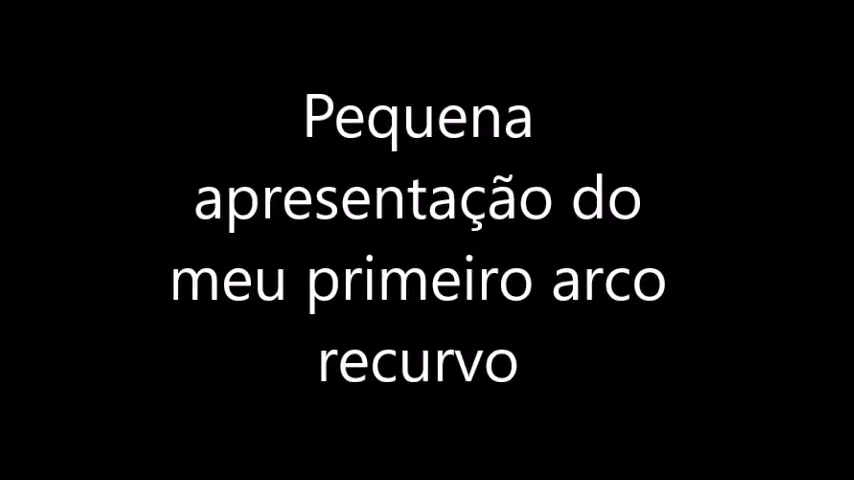 Pequena
apresentação do
meu primeiro arco
recurvo